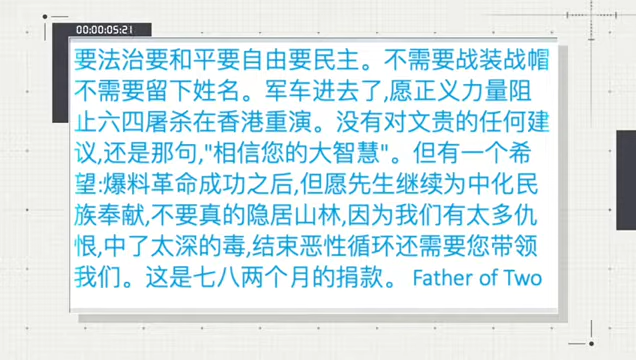 00:00:05:21
要法治要和平要自由要民主。不需要战装战帽
不需要留下姓名。军车进去了,愿正义力量阻
止六四屠杀在香港重演。没有对文贵的任何建
议,还是那句,"相信您的大智慧"。但有一个希
望:爆料革命成功之后,但愿先生继续为中化民
族奉献,不要真的隐居山林,因为我们有太多仇
恨,中了太深的毒,结束恶性循环还需要您带领
我们。这是七八两个月的捐款。 Father of Two